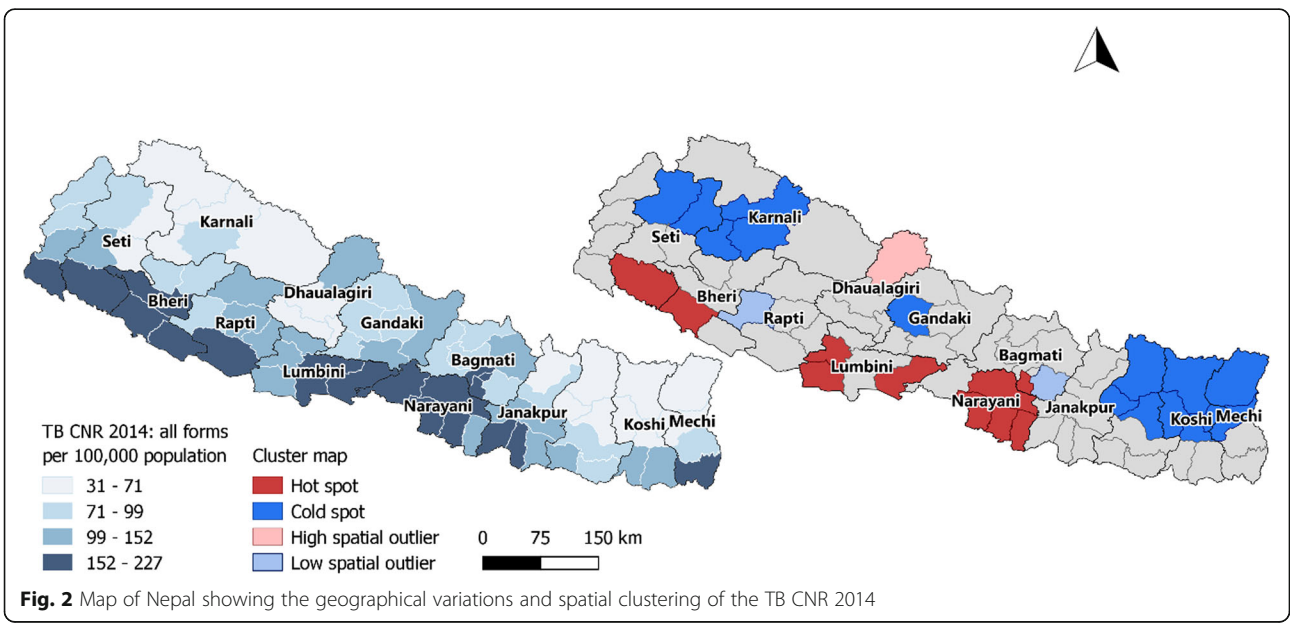 Karnali
Seti
Dhaualagiri
Bheri
Rapti
Gandaki
Lumbini
Bagmati
Narayani
Janakpur
Koshi Mechi
Karnali
Seti
Bheri
Dhaualagiri
Rapti
Gandaki
Lumbini
Bagmati
Narayani
Janakpur
Koshi Mechi
TB CNR 2014: all forms
per 100,000 population
31 - 71
71 - 99
99 - 152
152 - 227
Cluster map
Hot spot
Cold spot
High spatial outlier
Low spatial outlier
0 75 150 km
Fig. 2 Map of Nepal showing the geographical variations and spatial clustering of the TB CNR 2014